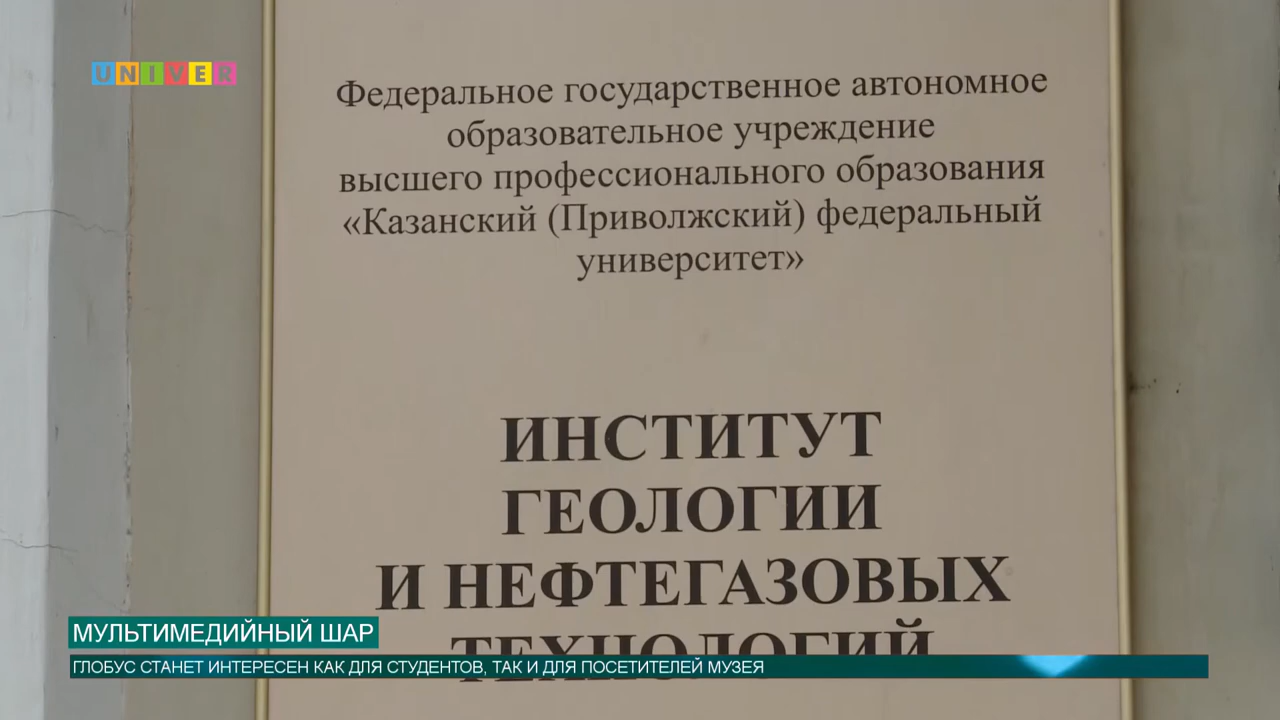 UNIVER
Федеральное государственное автономное
образовательное учреждение
высшего профессионального образования
«Казанский (Приволжский) федеральный
университет»
ИНСТИТУТ
ГЕОЛОГИИ
И НЕФТЕГАЗОВЫХ
ТЕХНОЛОГИЙ
МУЛЬТИМЕДИЙНЫЙ ШАР
ГЛОБУС СТАНЕТ ИНТЕРЕСЕН КАК ДЛЯ СТУДЕНТОВ, ТАК И ДЛЯ ПОСЕТИТЕЛЕЙ МУЗЕЯ